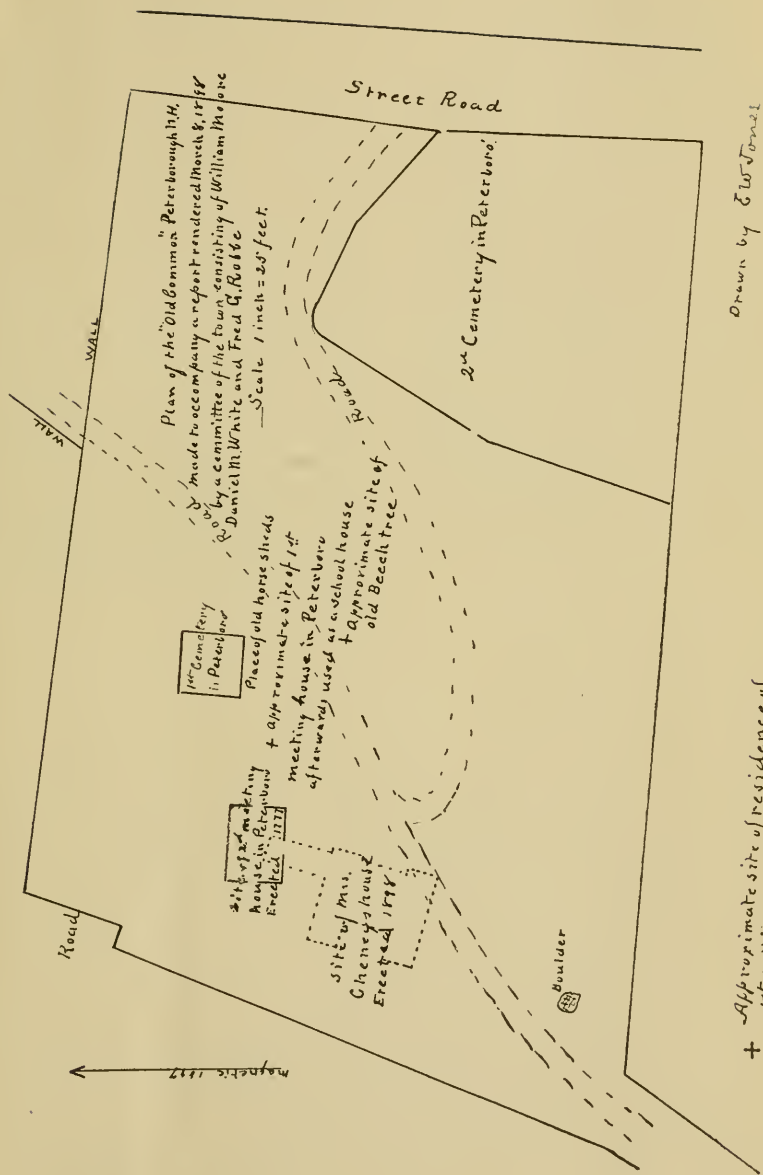 Street Road
Plan of the "Old Common" Peterborough N.H.
made to accompany a report rendered March 8, 1898
by a committee of the town consisting of William Moore
Daniel M. White and Fred G. Robbe
Scale 1 inch = 25 feet.
WALL
WALL
Road
Road
2nd Cemetery in Peterboro'
1st Cemetery
in Peterboro
Place of old horse sheds
+ approximate site of 1st
meeting house in Peterboro
afterwards used as a school house
+ approximate site of
old Beech tree
Site of 2d meeting
house in Peterboro
Erected 1777
Site of Mrs.
Cheneys house
Erected 1898
Boulder
Road
Magnetic 1897
Drawn by E W Jones
+ Approximate site of residence of